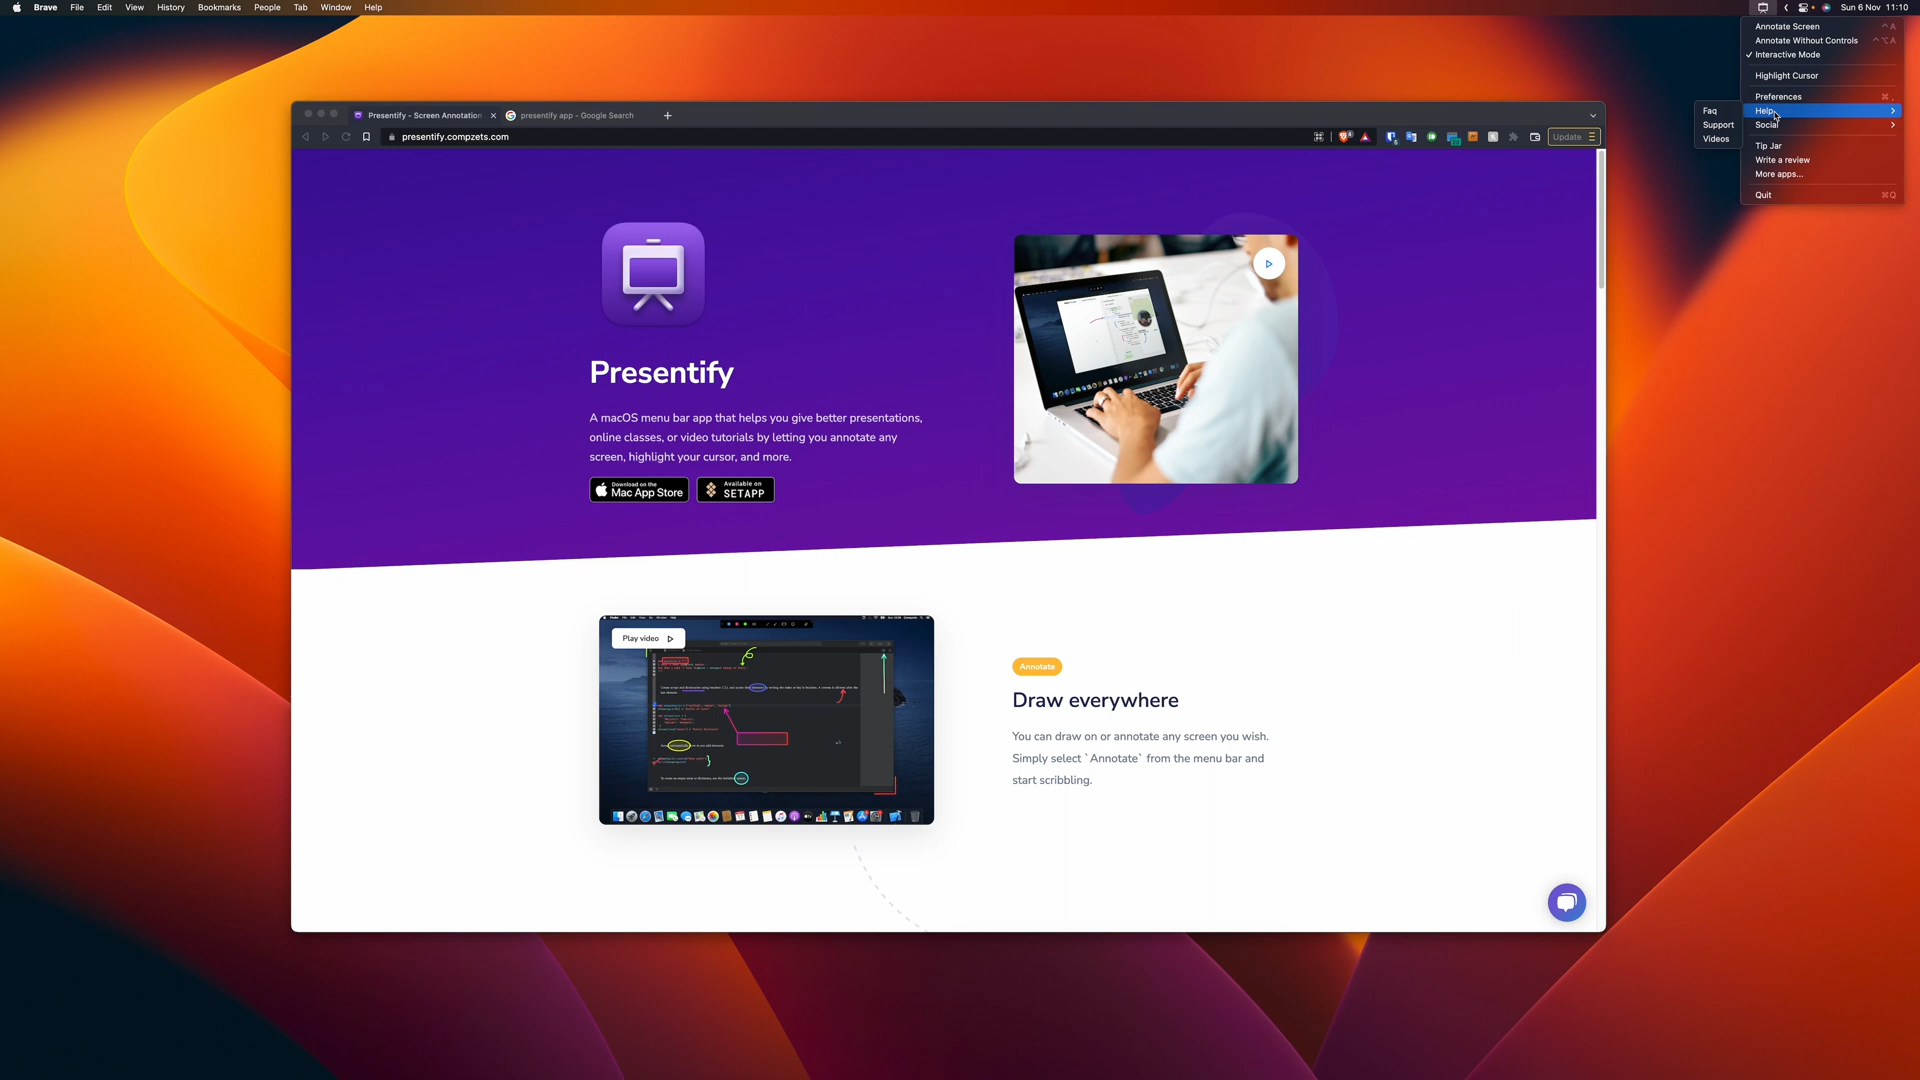 Brave File Edit View History Bookmarks People Tab Window Help
Sun 6 Nov 11:10
Annotate Screen ^ A
Annotate Without Controls ^ ⌥ A
✓ Interactive Mode
Highlight Cursor
Preferences ⌘ ,
Help
Social
Tip Jar
Write a review
More apps...
Quit ⌘Q
Faq
Support
Videos
Presentify - Screen Annotation
presentify app - Google Search
presentify.compzets.com
Update
Presentify
A macOS menu bar app that helps you give better presentations,
online classes, or video tutorials by letting you annotate any
screen, highlight your cursor, and more.
Download on the
Mac App Store
Available on
SETAPP
Play video
Annotate
Draw everywhere
You can draw on or annotate any screen you wish.
Simply select `Annotate` from the menu bar and
start scribbling.